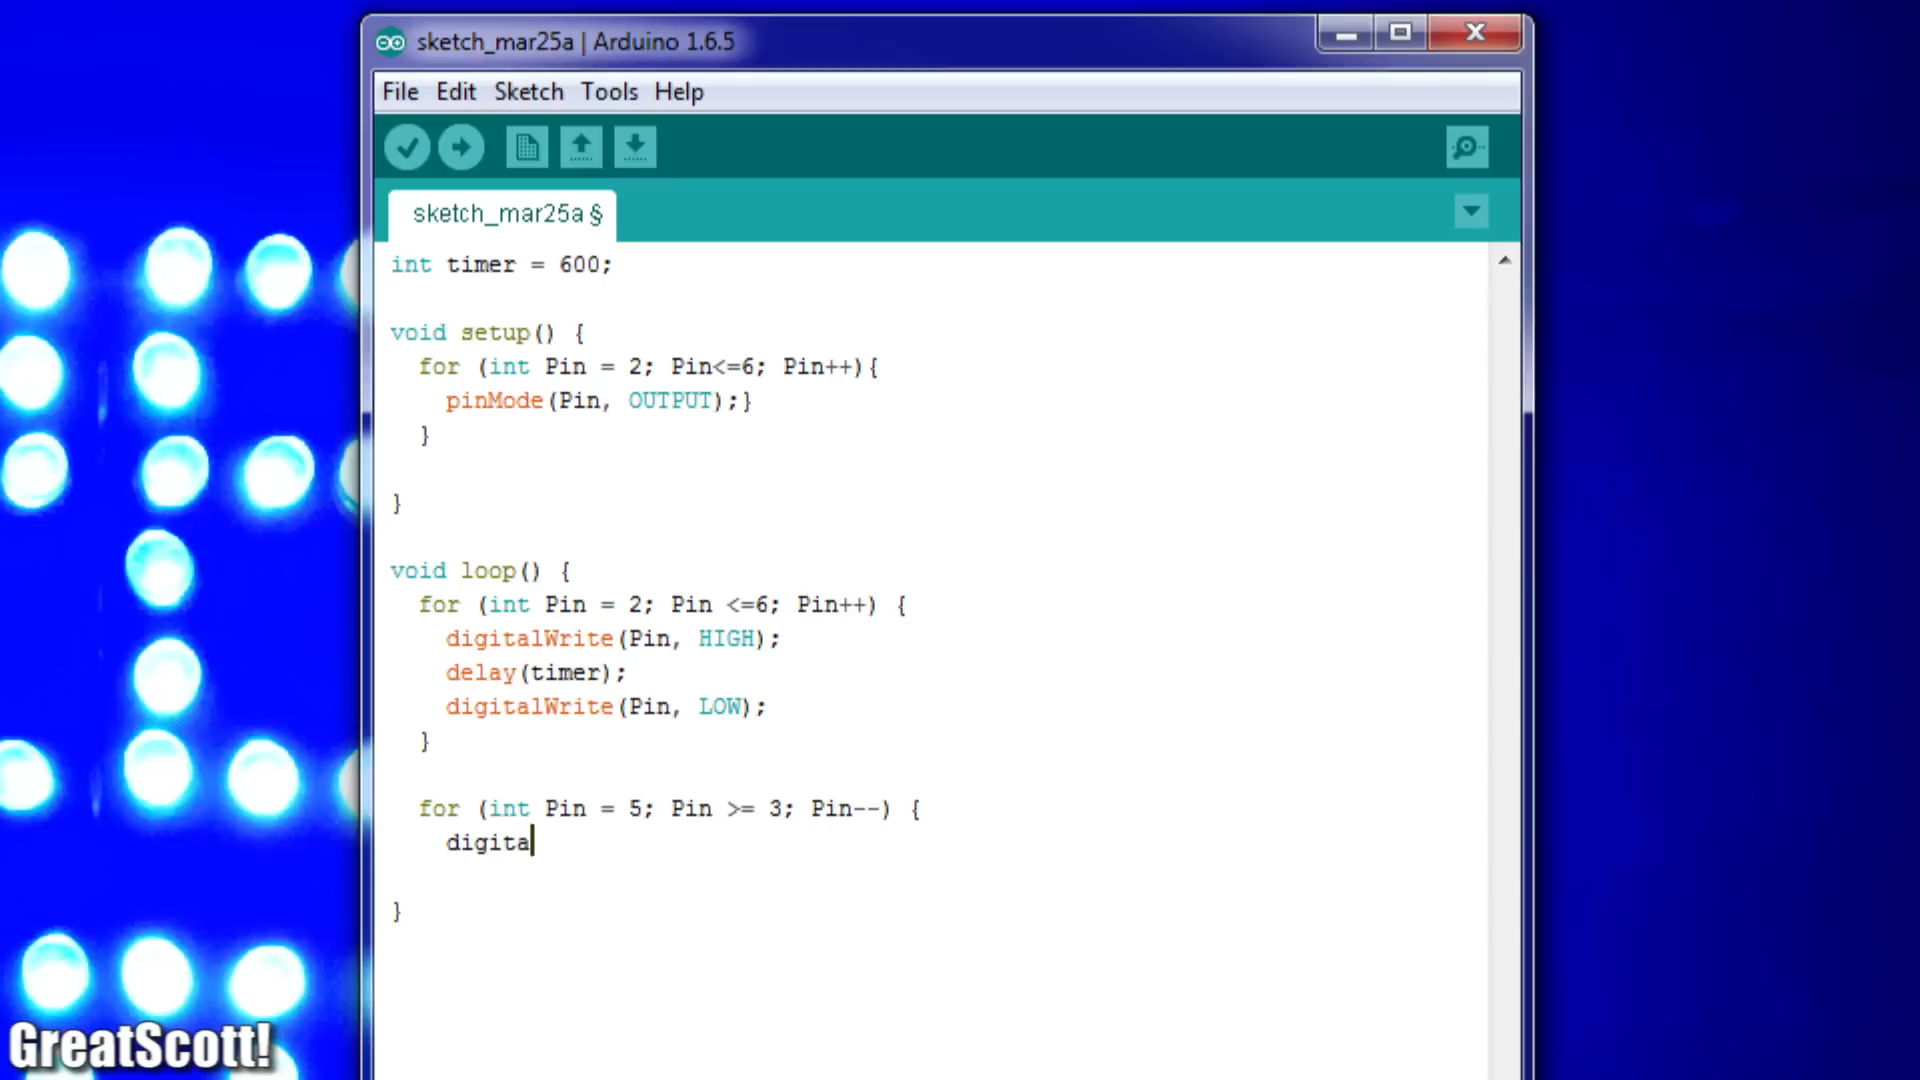 sketch_mar25a | Arduino 1.6.5
File Edit Sketch Tools Help
sketch_mar25a §
int timer = 600;
void setup() {
for (int Pin = 2; Pin<=6; Pin++){
pinMode(Pin, OUTPUT);}
}
}
void loop() {
for (int Pin = 2; Pin <=6; Pin++) {
digitalWrite(Pin, HIGH);
delay(timer);
digitalWrite(Pin, LOW);
}
for (int Pin = 5; Pin >= 3; Pin--) {
digita
}
GreatScott!